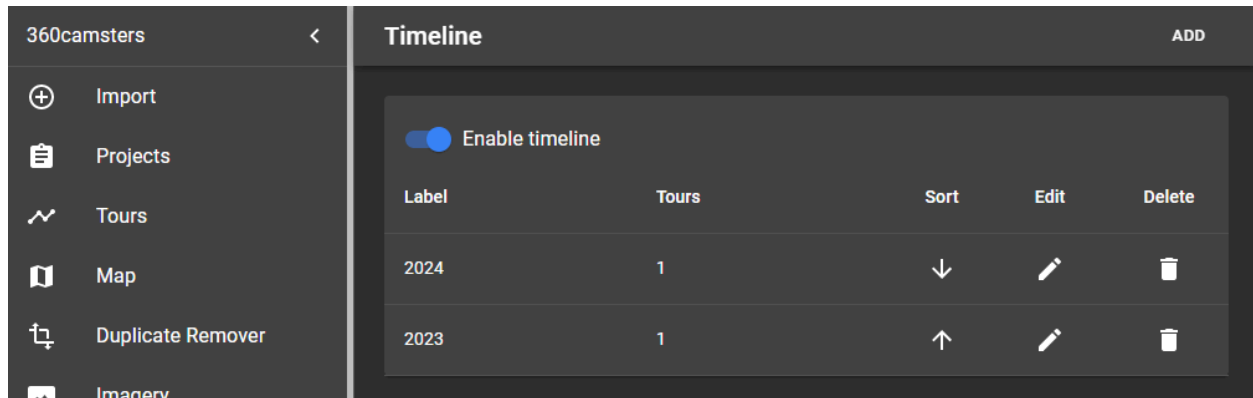 360camsters
Import
Projects
Tours
Map
Duplicate Remover
Imagery
Timeline
ADD
Enable timeline
Label Tours Sort Edit Delete
2024 1
2023 1